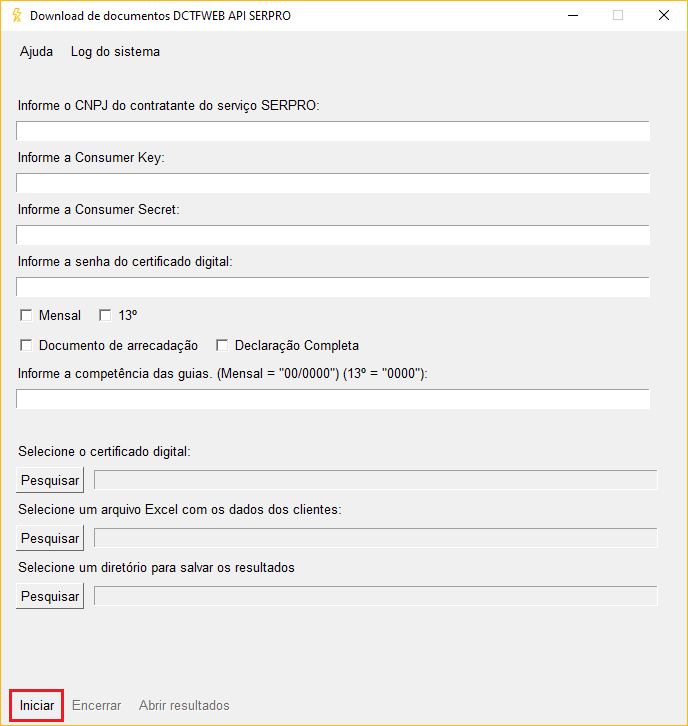 Download de documentos DCTFWEB API SERPRO
Ajuda Log do sistema
Informe o CNPJ do contratante do serviço SERPRO:
Informe a Consumer Key:
Informe a Consumer Secret:
Informe a senha do certificado digital:
Mensal 13º
Documento de arrecadação Declaração Completa
Informe a competência das guias. (Mensal = "00/0000") (13º = "0000"):
Selecione o certificado digital:
Pesquisar
Selecione um arquivo Excel com os dados dos clientes:
Pesquisar
Selecione um diretório para salvar os resultados
Pesquisar
Iniciar Encerrar Abrir resultados